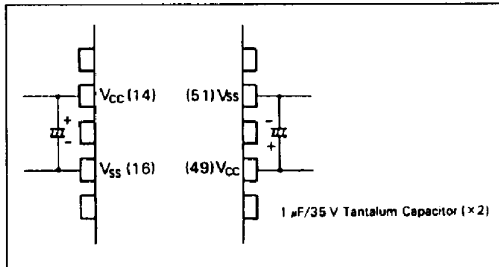 VCC (14) (51) VSS
+ -
- +
VSS (16) (49) VCC
1 µF/35 V Tantalum Capacitor (×2)